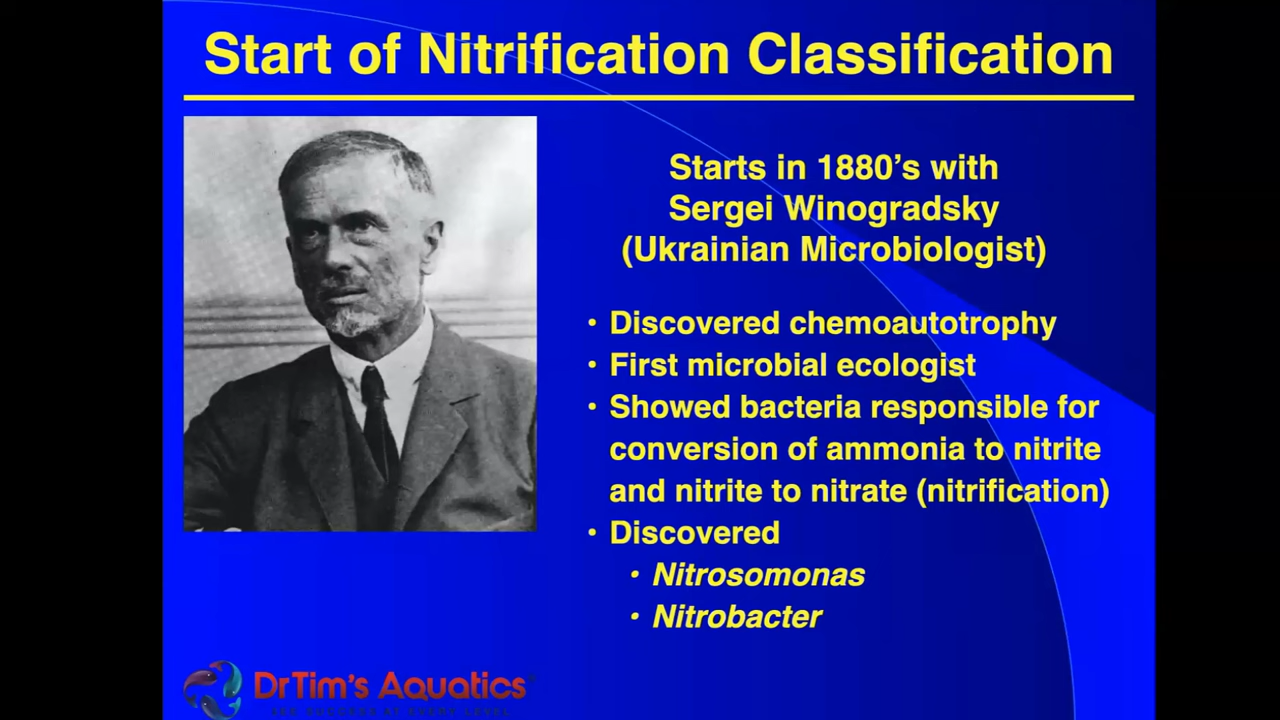 Start of Nitrification Classification
Starts in 1880’s with
Sergei Winogradsky
(Ukrainian Microbiologist)
• Discovered chemoautotrophy
• First microbial ecologist
• Showed bacteria responsible for
conversion of ammonia to nitrite
and nitrite to nitrate (nitrification)
• Discovered
• Nitrosomonas
• Nitrobacter
DrTim’s Aquatics